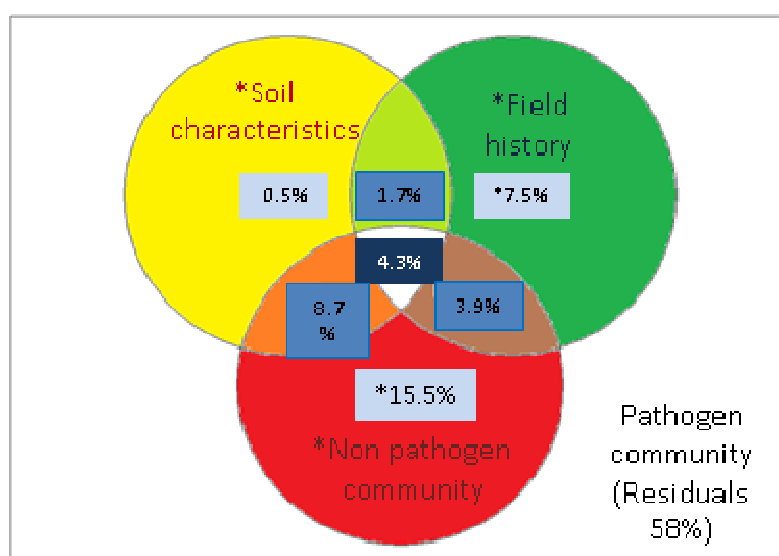 *Soil
characteristics
*Field
history
0.5%
1.7%
*7.5%
4.3%
8.7
%
3.9%
*15.5%
*Non pathogen
community
Pathogen
community
(Residuals
58%)